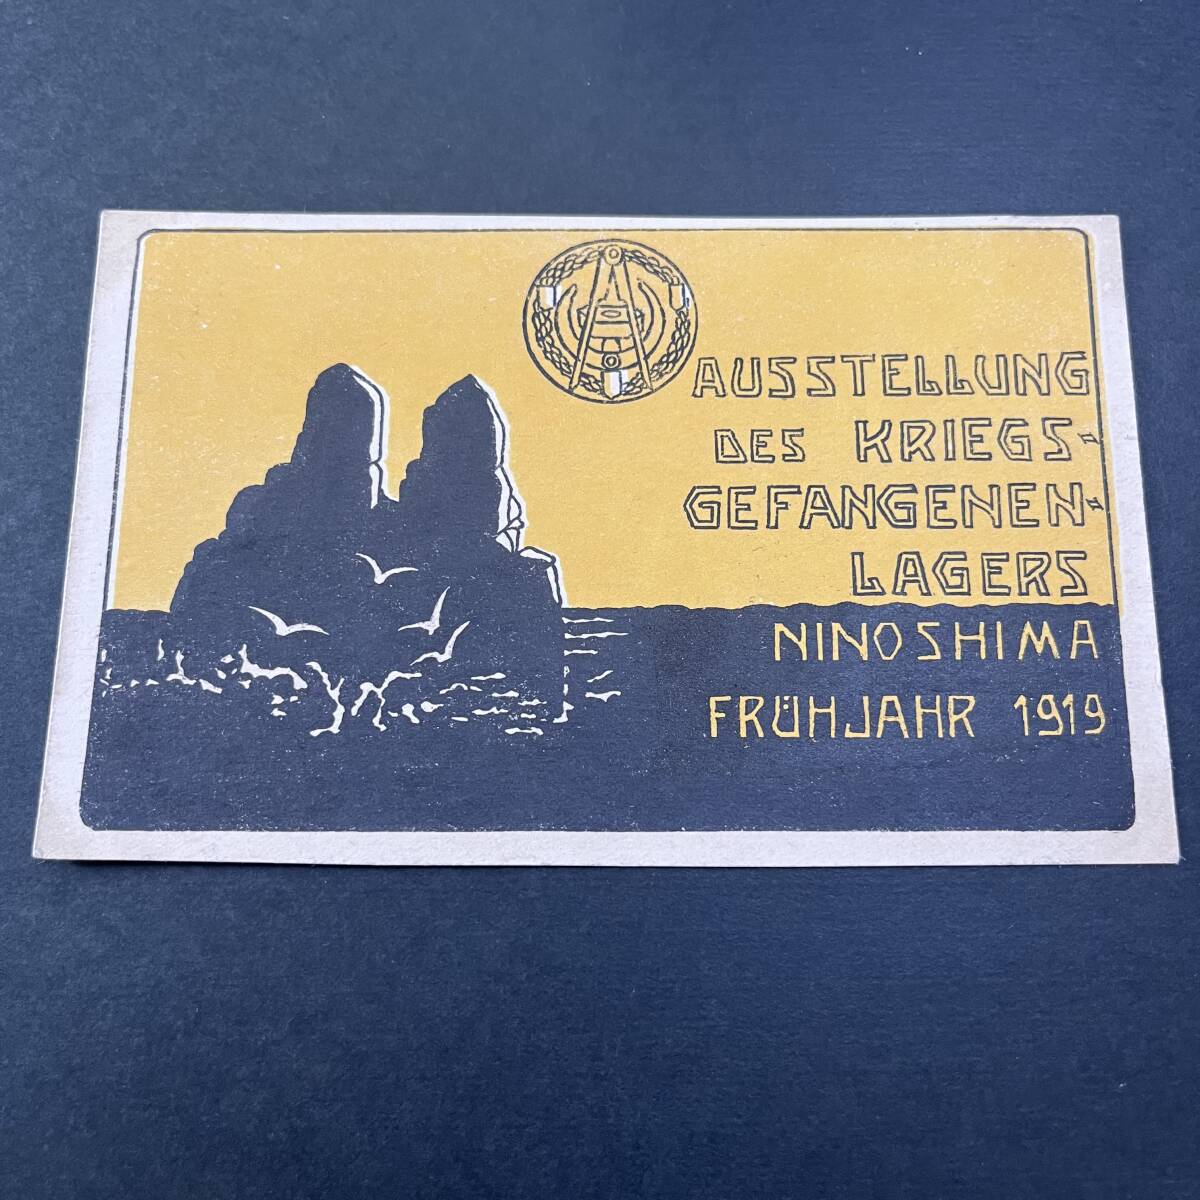 AUSSTELLUNG
DES KRIEGS-
GEFANGENEN-
LAGERS
NINOSHIMA
FRÜHJAHR 1919